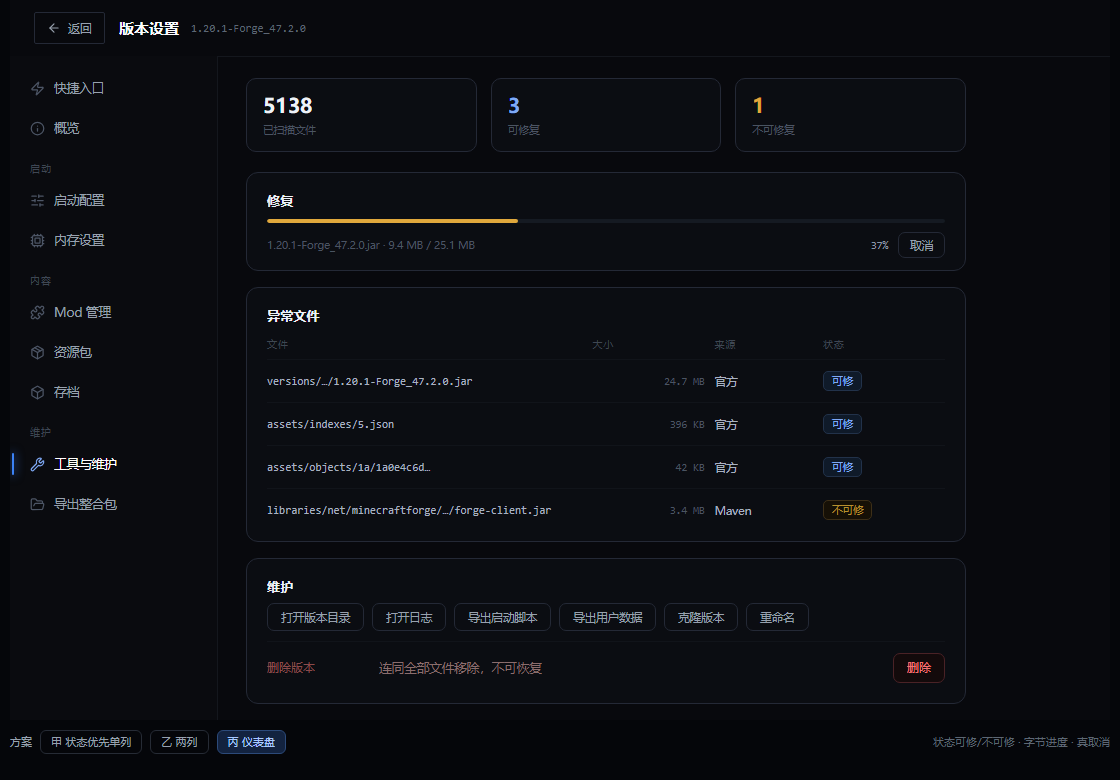 返回 版本设置 1.20.1-Forge_47.2.0
快捷入口
概览
启动
启动配置
内存设置
内容
Mod 管理
资源包
存档
维护
工具与维护
导出整合包
5138
已扫描文件
3
可修复
1
不可修复
修复
1.20.1-Forge_47.2.0.jar · 9.4 MB / 25.1 MB 37% 取消
异常文件
文件 大小 来源 状态
versions/…/1.20.1-Forge_47.2.0.jar 24.7 MB 官方 可修
assets/indexes/5.json 396 KB 官方 可修
assets/objects/1a/1a0e4c6d… 42 KB 官方 可修
libraries/net/minecraftforge/…/forge-client.jar 3.4 MB Maven 不可修
维护
打开版本目录 打开日志 导出启动脚本 导出用户数据 克隆版本 重命名
删除版本 连同全部文件移除，不可恢复 删除
方案 甲 状态优先单列 乙 两列 丙 仪表盘 状态可修/不可修 · 字节进度 · 真取消